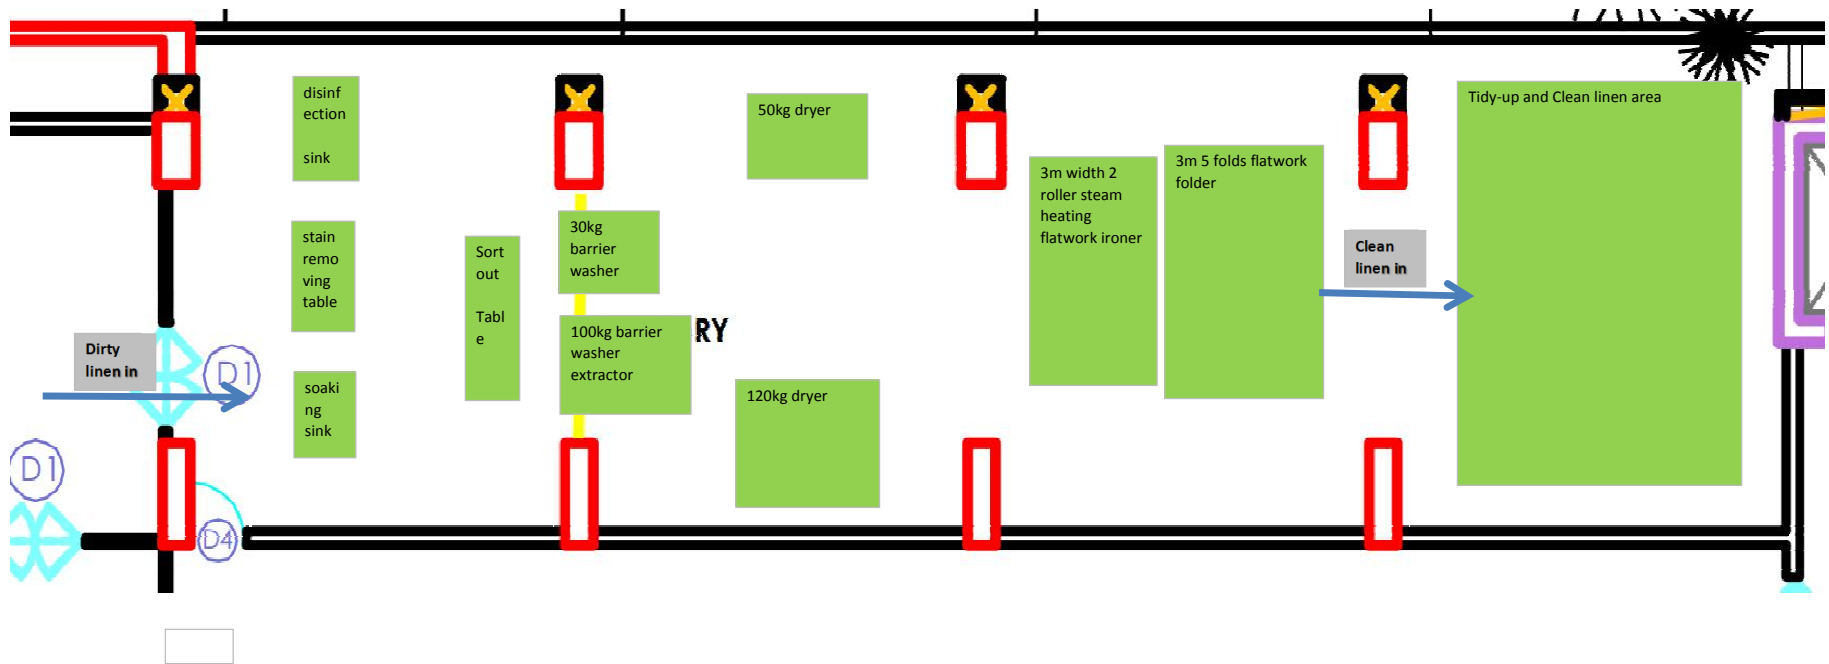 disinf
ection
sink
50kg dryer
Tidy-up and Clean linen area
3m width 2
roller steam
heating
flatwork ironer
3m 5 folds flatwork
folder
30kg
barrier
washer
stain
remo
ving
table
Sort
out
Tabl
e
Clean
linen in
100kg barrier
washer
extractor
RY
Dirty
linen in
D1
soaki
ng
sink
120kg dryer
D1
D4